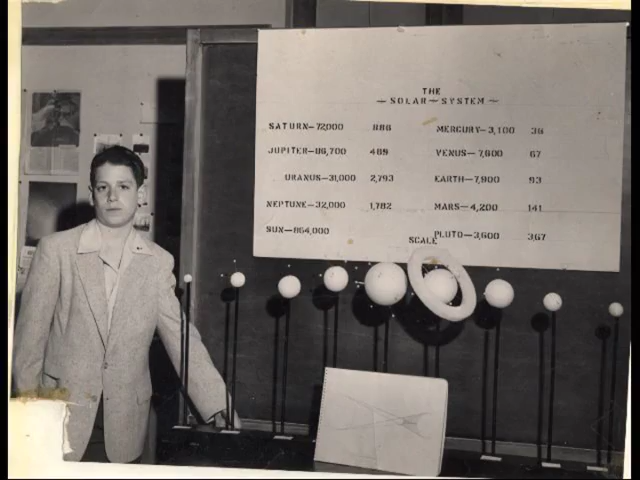 THE
SOLAR SYSTEM
SATURN—72,000 886 MERCURY—3,100 36
JUPITER—86,700 489 VENUS—7,600 67
URANUS—31,000 2,793 EARTH—7,900 93
NEPTUNE—32,000 1,782 MARS—4,200 141
SUN—864,000 PLUTO—3,600 367
SCALE